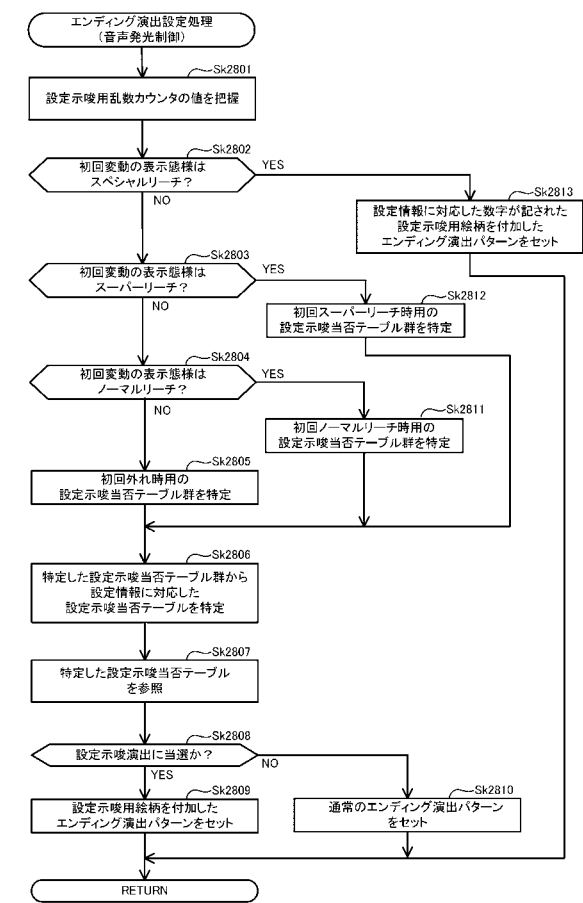 エンディング演出設定処理
(音声発光制御)
Sk2801
設定示唆用乱数カウンタの値を把握
Sk2802
初回変動の表示態様は
スペシャルリーチ？
YES
NO
Sk2813
設定情報に対応した数字が記された
設定示唆用絵柄を付加した
エンディング演出パターンをセット
Sk2803
初回変動の表示態様は
スーパーリーチ？
YES
NO
Sk2812
初回スーパーリーチ時用の
設定示唆当否テーブル群を特定
Sk2804
初回変動の表示態様は
ノーマルリーチ？
YES
NO
Sk2811
初回ノーマルリーチ時用の
設定示唆当否テーブル群を特定
Sk2805
初回外れ時用の
設定示唆当否テーブル群を特定
Sk2806
特定した設定示唆当否テーブル群から
設定情報に対応した
設定示唆当否テーブルを特定
Sk2807
特定した設定示唆当否テーブル
を参照
Sk2808
設定示唆演出に当選か？
YES
NO
Sk2809
設定示唆用絵柄を付加した
エンディング演出パターンをセット
Sk2810
通常のエンディング演出パターン
をセット
RETURN